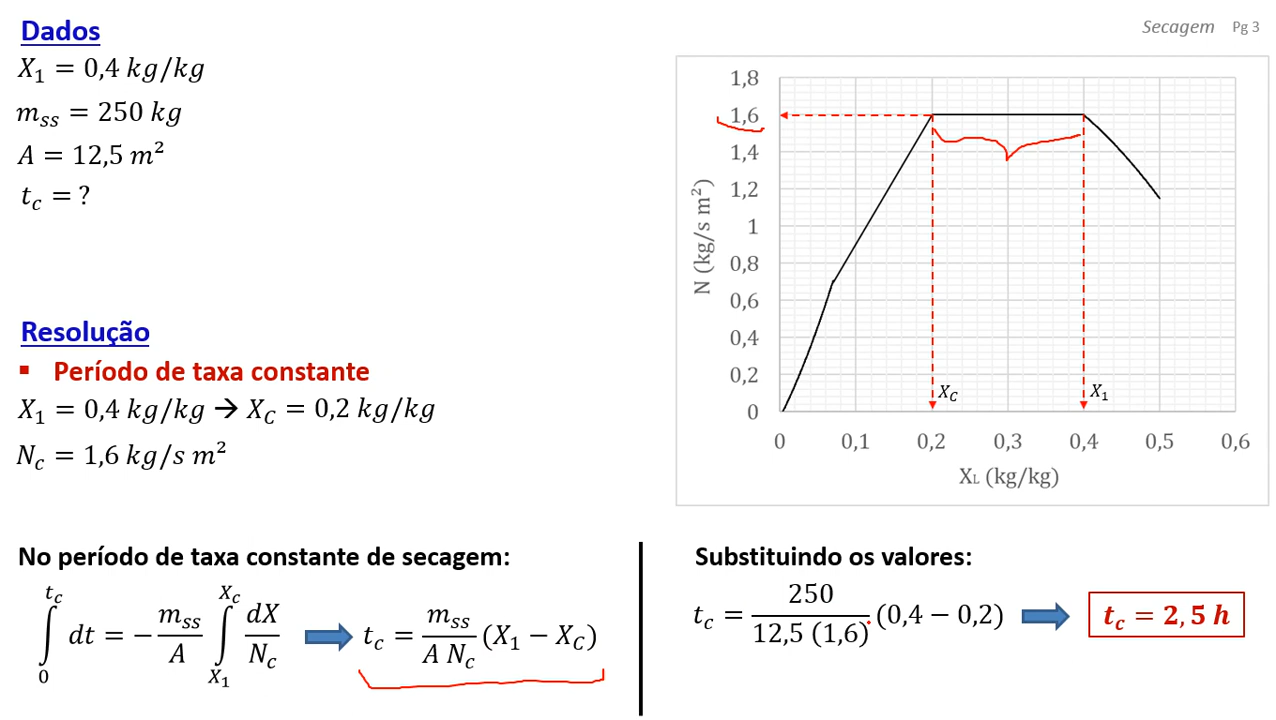 Secagem Pg 3
Dados
X₁ = 0,4 kg/kg
mₛₛ = 250 kg
A = 12,5 m²
t_c = ?
Resolução
▪ Período de taxa constante
X₁ = 0,4 kg/kg → X_C = 0,2 kg/kg
N_c = 1,6 kg/s m²
No período de taxa constante de secagem:
∫₀^{t_c} dt = −(mₛₛ/A) ∫_{X₁}^{X_c} dX/N_c ➡ t_c = mₛₛ/(A N_c) (X₁ − X_C)
N (kg/s m²)
1,8
1,6
1,4
1,2
1
0,8
0,6
0,4
0,2
0
X_C X₁
0 0,1 0,2 0,3 0,4 0,5 0,6
X_L (kg/kg)
Substituindo os valores:
t_c = 250/(12,5 (1,6)) (0,4 − 0,2) ➡ t_c = 2,5 h